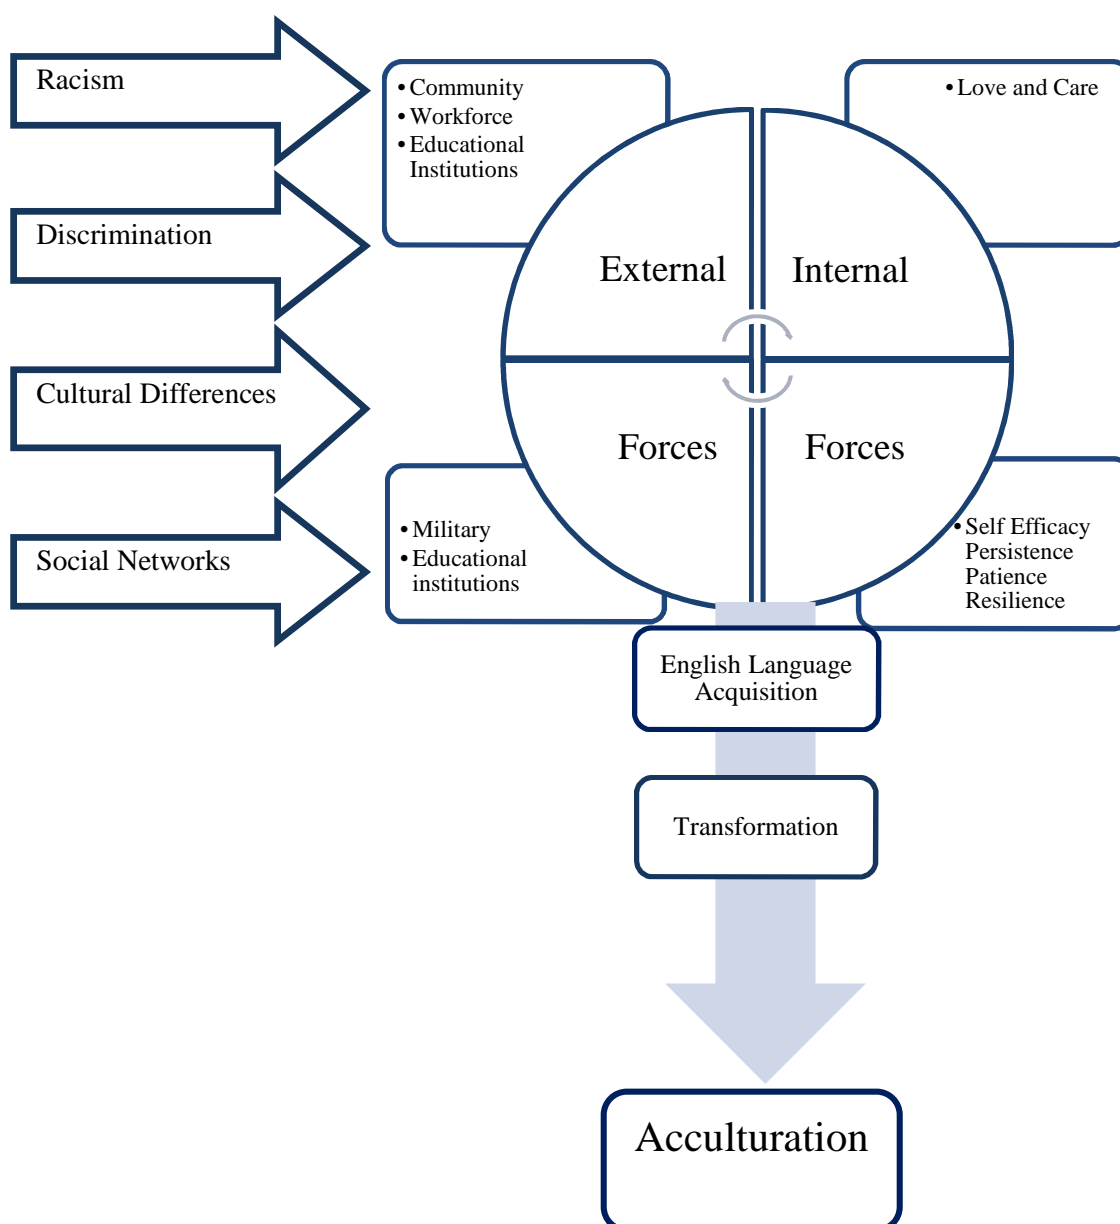 Racism
Discrimination
Cultural Differences
Social Networks
• Community
• Workforce
• Educational
Institutions
• Love and Care
External
Internal
Forces
Forces
• Military
• Educational
institutions
• Self Efficacy
Persistence
Patience
Resilience
English Language
Acquisition
Transformation
Acculturation